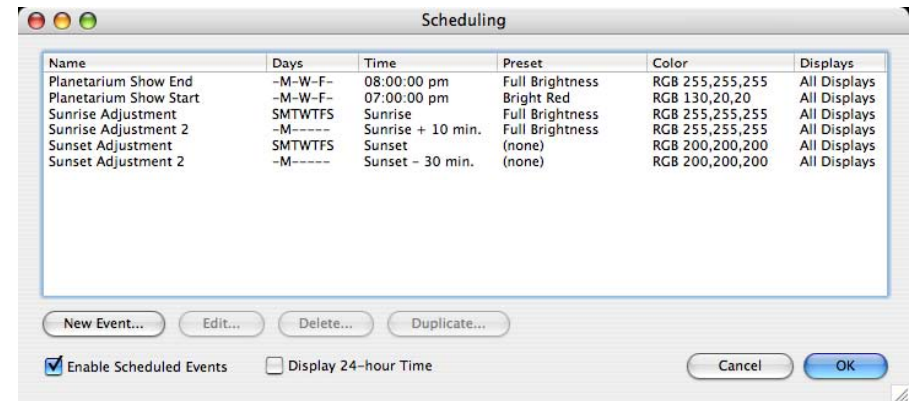 Scheduling
Name Days Time Preset Color Displays
Planetarium Show End -M-W-F- 08:00:00 pm Full Brightness RGB 255,255,255 All Displays
Planetarium Show Start -M-W-F- 07:00:00 pm Bright Red RGB 130,20,20 All Displays
Sunrise Adjustment SMTWTFS Sunrise Full Brightness RGB 255,255,255 All Displays
Sunrise Adjustment 2 -M----- Sunrise + 10 min. Full Brightness RGB 255,255,255 All Displays
Sunset Adjustment SMTWTFS Sunset (none) RGB 200,200,200 All Displays
Sunset Adjustment 2 -M----- Sunset - 30 min. (none) RGB 200,200,200 All Displays
New Event... Edit... Delete... Duplicate...
Enable Scheduled Events Display 24-hour Time Cancel OK